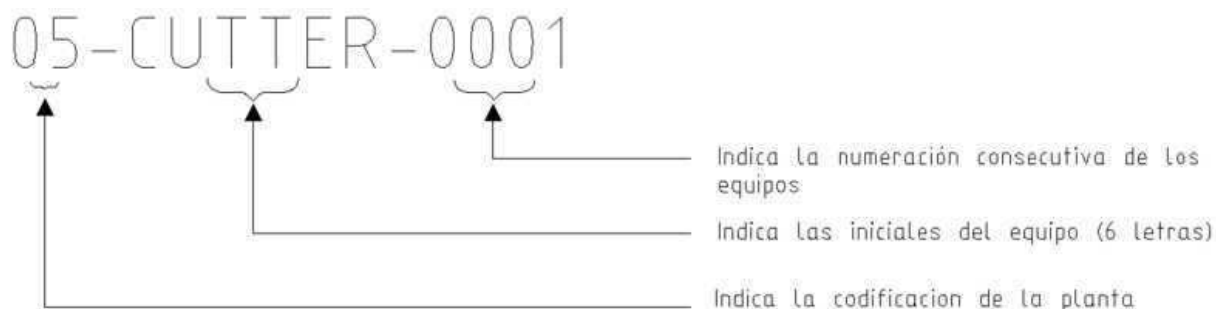 05-CUTTER-0001
Indica la numeración consecutiva de los
equipos
Indica las iniciales del equipo (6 letras)
Indica la codificacion de la planta